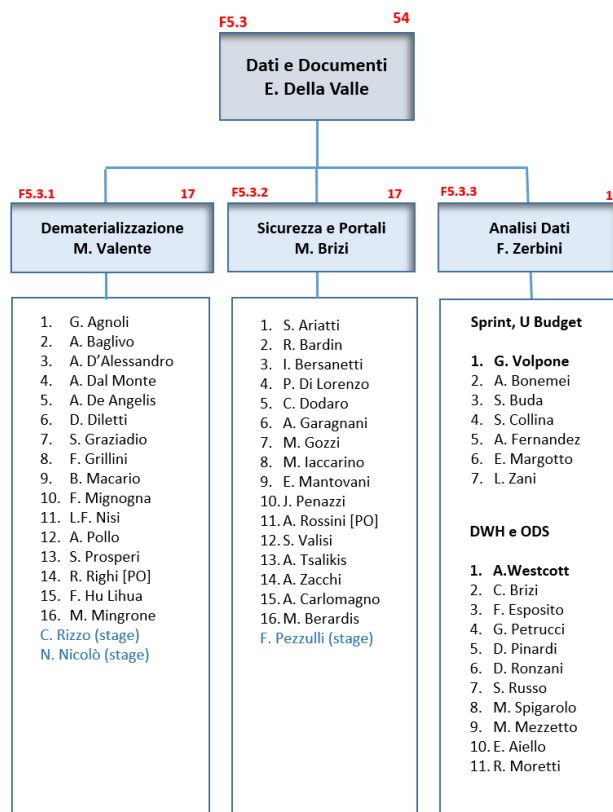 F5.3 54
Dati e Documenti
E. Della Valle
F5.3.1 17
Dematerializzazione
M. Valente
1. G. Agnoli
2. A. Baglivo
3. A. D'Alessandro
4. A. Dal Monte
5. A. De Angelis
6. D. Diletti
7. S. Graziadio
8. F. Grillini
9. B. Macario
10. F. Mignogna
11. L.F. Nisi
12. A. Pollo
13. S. Prosperi
14. R. Righi [PO]
15. F. Hu Lihua
16. M. Mingrone
C. Rizzo (stage)
N. Nicolò (stage)
F5.3.2 17
Sicurezza e Portali
M. Brizi
1. S. Ariatti
2. R. Bardin
3. I. Bersanetti
4. P. Di Lorenzo
5. C. Dodaro
6. A. Garagnani
7. M. Gozzi
8. M. Iaccarino
9. E. Mantovani
10. J. Penazzi
11. A. Rossini [PO]
12. S. Valisi
13. A. Tsalikis
14. A. Zacchi
15. A. Carlomagno
16. M. Berardis
F. Pezzulli (stage)
F5.3.3
Analisi Dati
F. Zerbini
Sprint, U Budget
1. G. Volpone
2. A. Bonemei
3. S. Buda
4. S. Collina
5. A. Fernandez
6. E. Margotto
7. L. Zani
DWH e ODS
1. A.Westcott
2. C. Brizi
3. F. Esposito
4. G. Petrucci
5. D. Pinardi
6. D. Ronzani
7. S. Russo
8. M. Spigarolo
9. M. Mezzetto
10. E. Aiello
11. R. Moretti